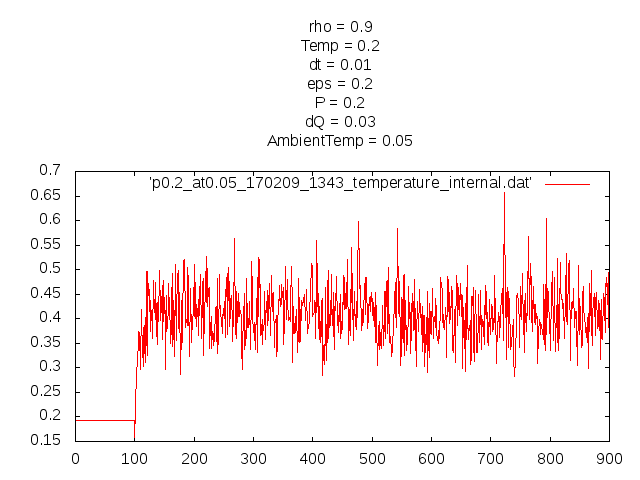 rho = 0.9
Temp = 0.2
dt = 0.01
eps = 0.2
P = 0.2
dQ = 0.03
AmbientTemp = 0.05
'p0.2_at0.05_170209_1343_temperature_internal.dat'
0.7
0.65
0.6
0.55
0.5
0.45
0.4
0.35
0.3
0.25
0.2
0.15
0 100 200 300 400 500 600 700 800 900